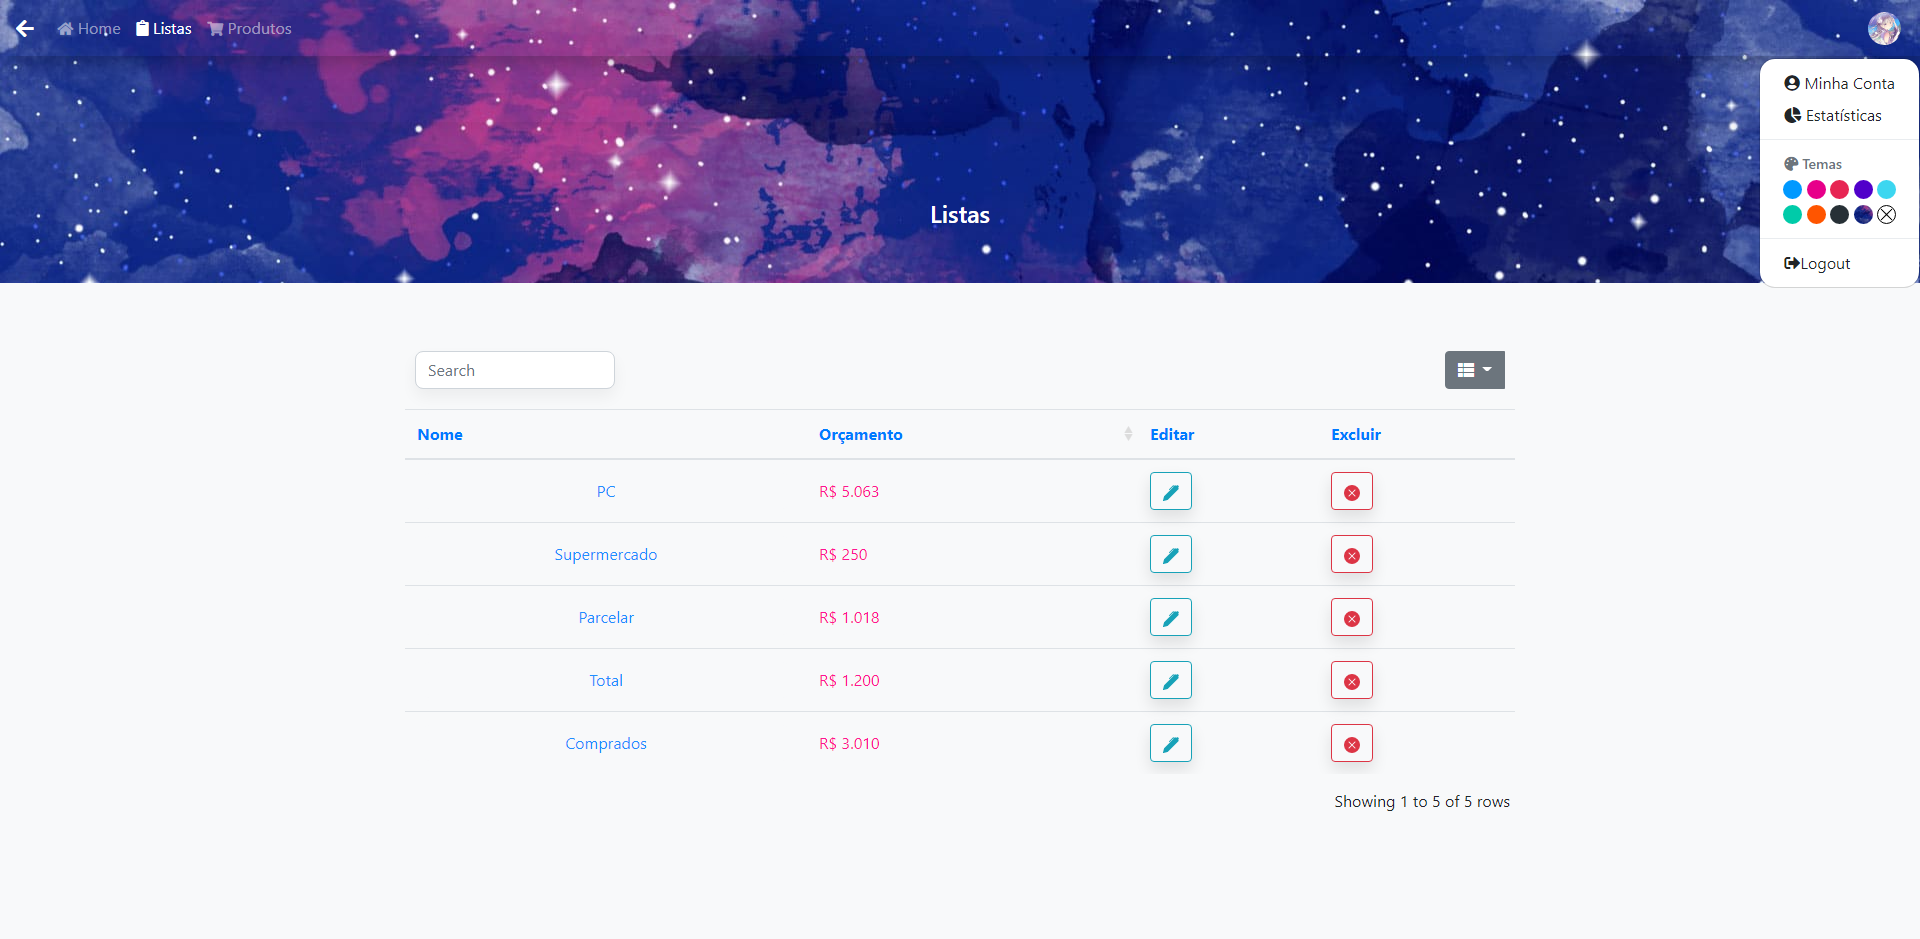 Home Listas Produtos
Minha Conta
Estatísticas
Temas
Logout
Listas
Search
Nome Orçamento Editar Excluir
PC R$ 5.063
Supermercado R$ 250
Parcelar R$ 1.018
Total R$ 1.200
Comprados R$ 3.010
Showing 1 to 5 of 5 rows